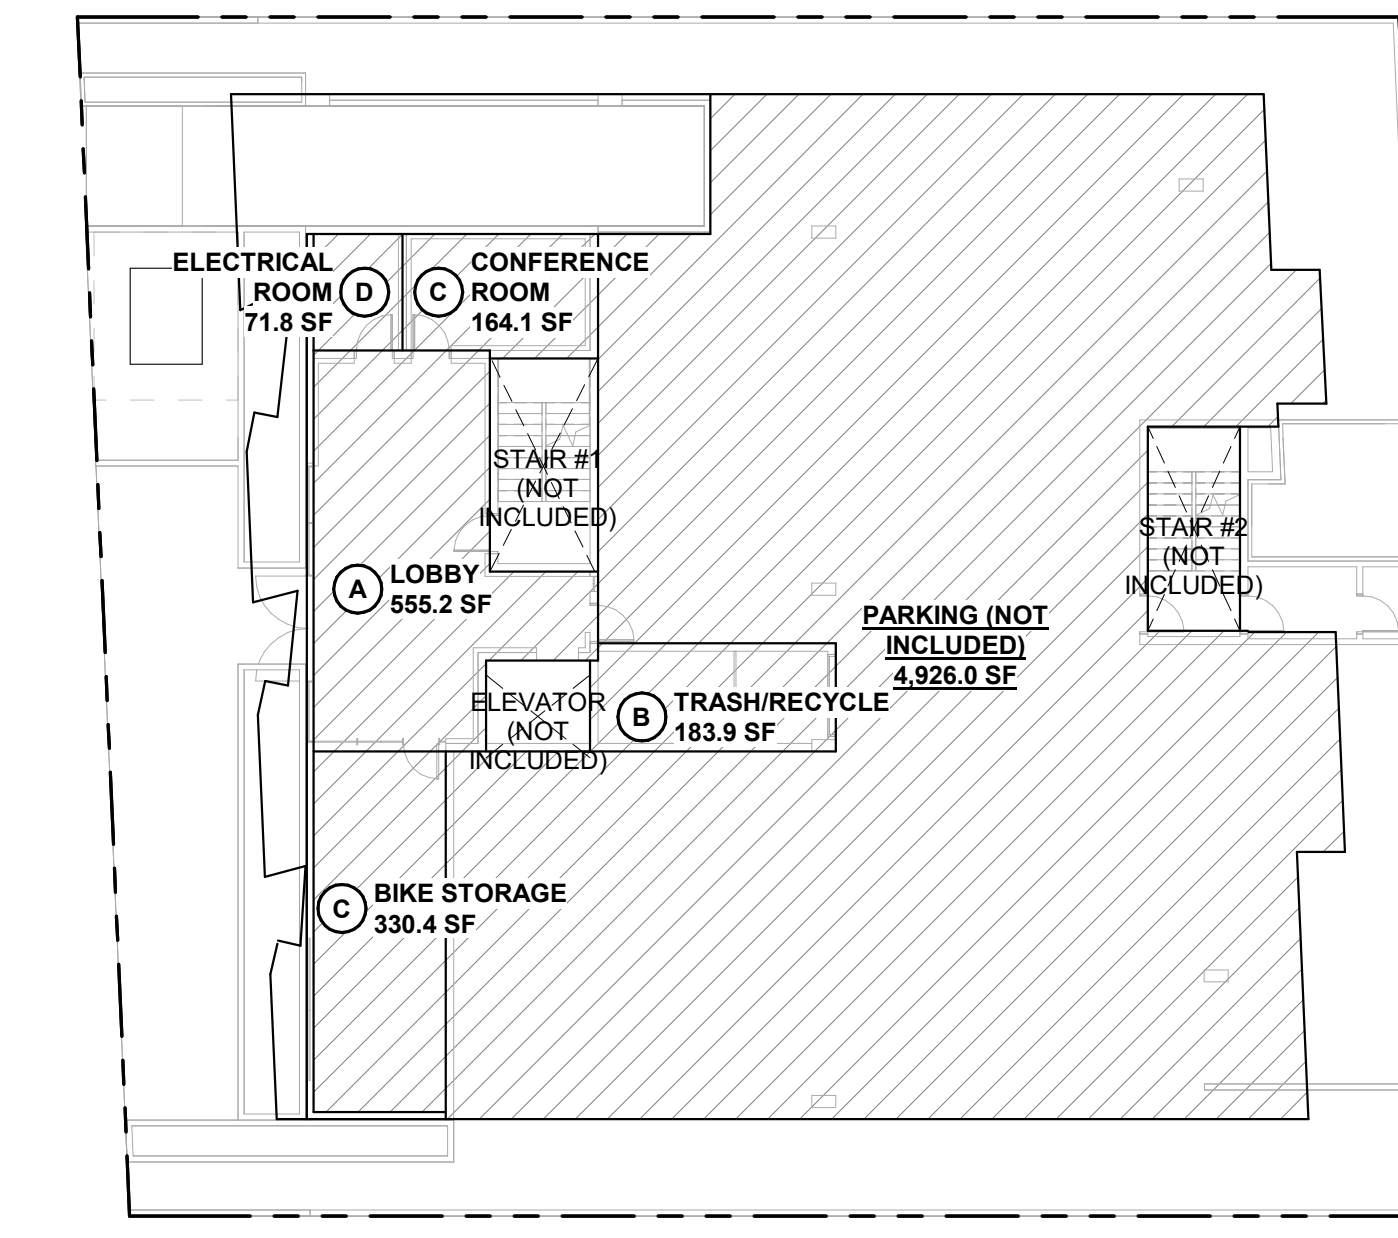 ELECTRICAL
ROOM
71.8 SF
D
C
CONFERENCE
ROOM
164.1 SF
STAIR #1
(NOT
INCLUDED)
STAIR #2
(NOT
INCLUDED)
A
LOBBY
555.2 SF
PARKING (NOT
INCLUDED)
4,926.0 SF
ELEVATOR
(NOT
INCLUDED)
B
TRASH/RECYCLE
183.9 SF
C
BIKE STORAGE
330.4 SF